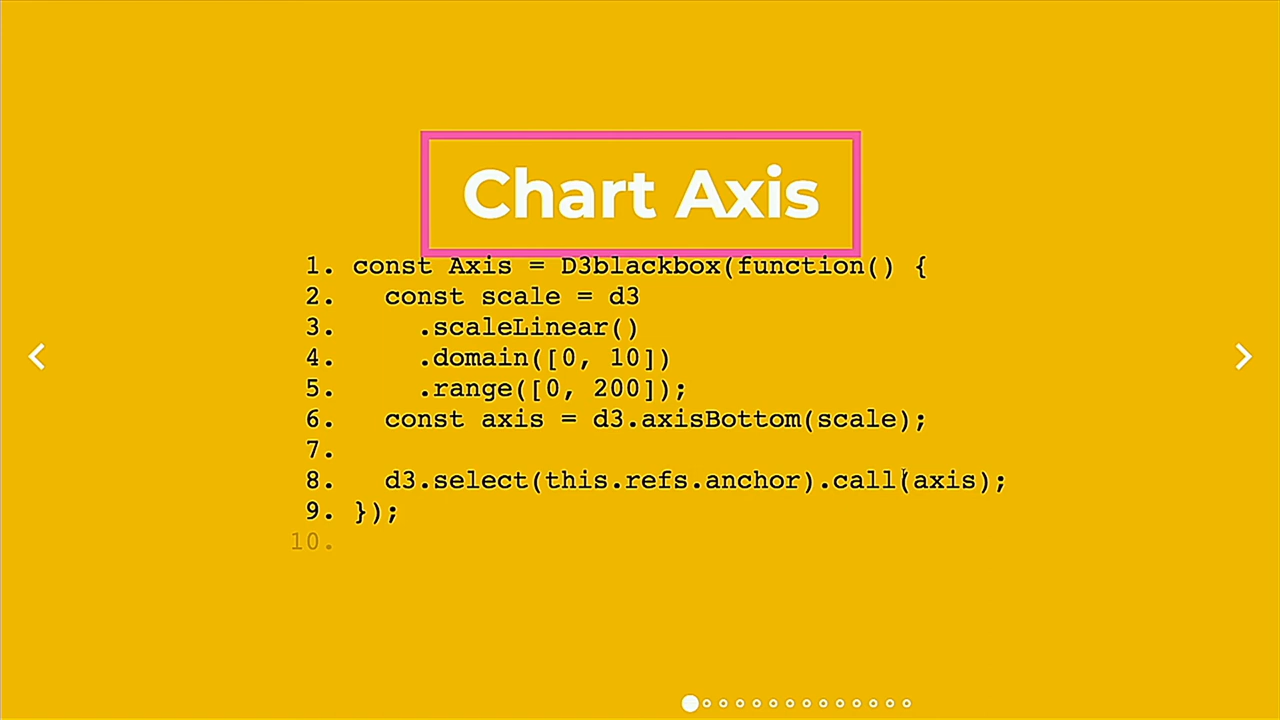 Chart Axis
1. const Axis = D3blackbox(function() {
2.   const scale = d3
3.     .scaleLinear()
4.     .domain([0, 10])
5.     .range([0, 200]);
6.   const axis = d3.axisBottom(scale);
7.
8.   d3.select(this.refs.anchor).call(axis);
9. });
10.